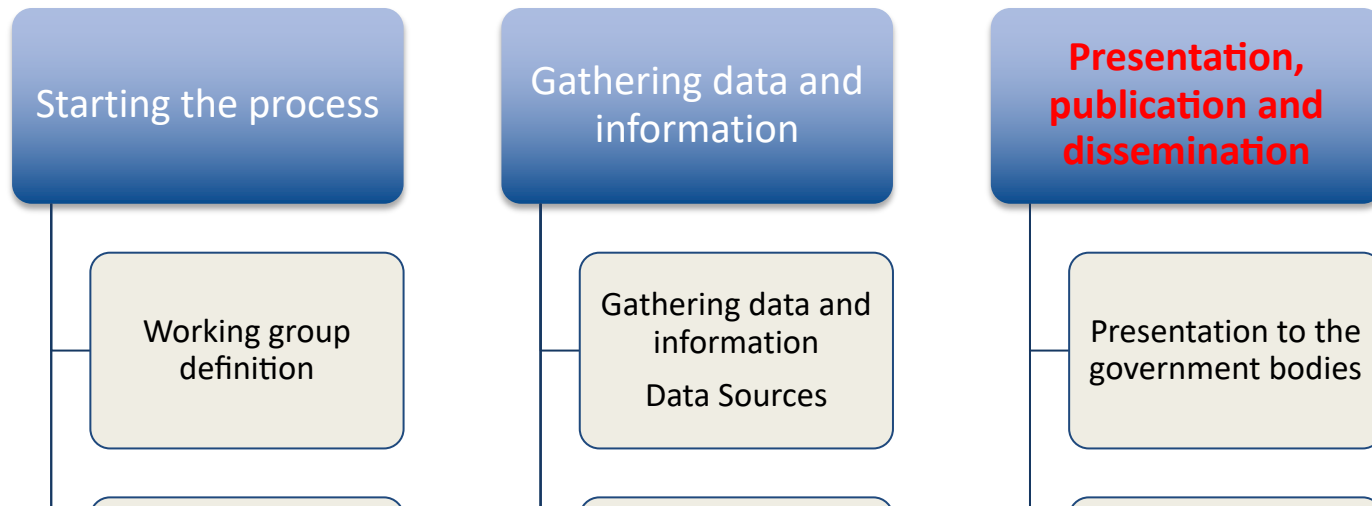 Starting the process
Working group
definition
Gathering data and
information
Gathering data and
information
Data Sources
Presentation,
publication and
dissemination
Presentation to the
government bodies